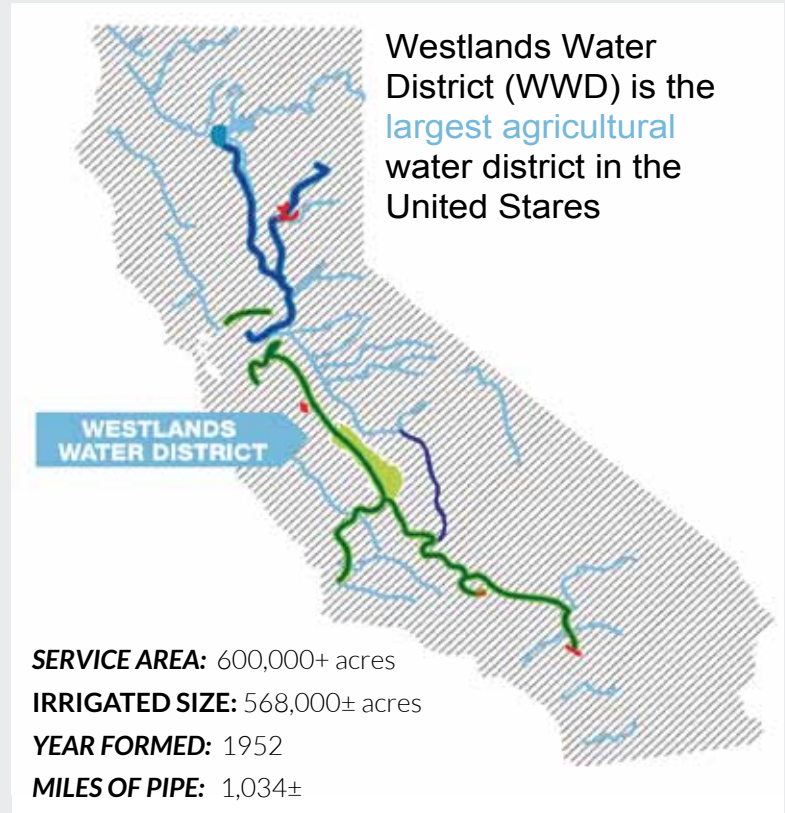 Westlands Water
District (WWD) is the
largest agricultural
water district in the
United Stares
WESTLANDS
WATER DISTRICT
SERVICE AREA: 600,000+ acres
IRRIGATED SIZE: 568,000± acres
YEAR FORMED: 1952
MILES OF PIPE: 1,034±